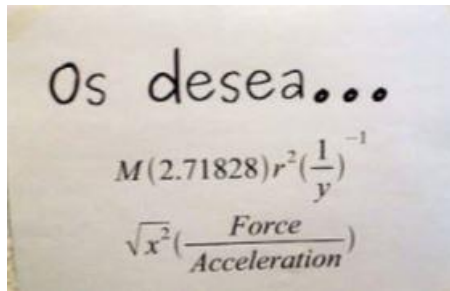 Os desea...
M(2.71828)r²(1/y)⁻¹
√x²(Force/Acceleration)